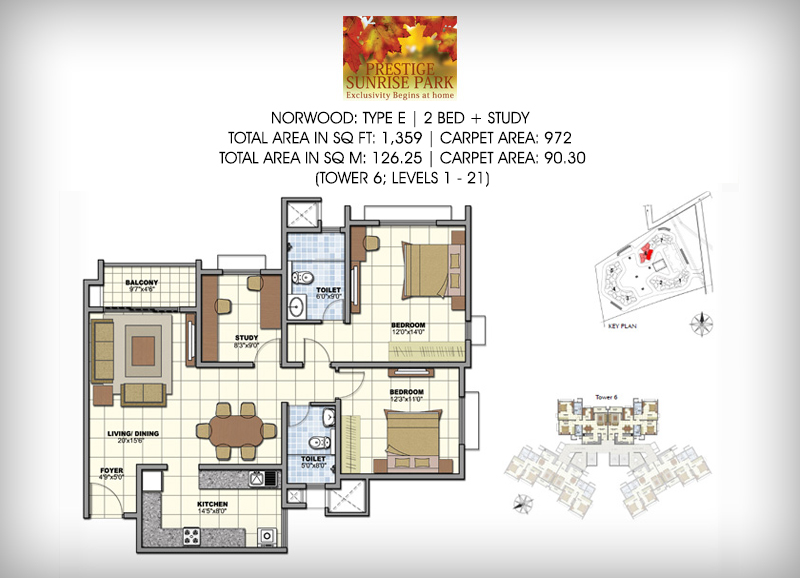 PRESTIGE
SUNRISE PARK
Exclusivity Begins at home
NORWOOD: TYPE E | 2 BED + STUDY
TOTAL AREA IN SQ FT: 1,359 | CARPET AREA: 972
TOTAL AREA IN SQ M: 126.25 | CARPET AREA: 90.30
(TOWER 6; LEVELS 1 - 21)
BALCONY
9'7"x4'6"
STUDY
8'3"x9'0"
TOILET
6'0"x9'0"
BEDROOM
12'0"x14'0"
BEDROOM
12'3"x11'0"
LIVING/ DINING
20'x15'6"
FOYER
4'9"x5'0"
TOILET
5'0"x8'0"
KITCHEN
14'5"x8'0"
KEY PLAN
Tower 6